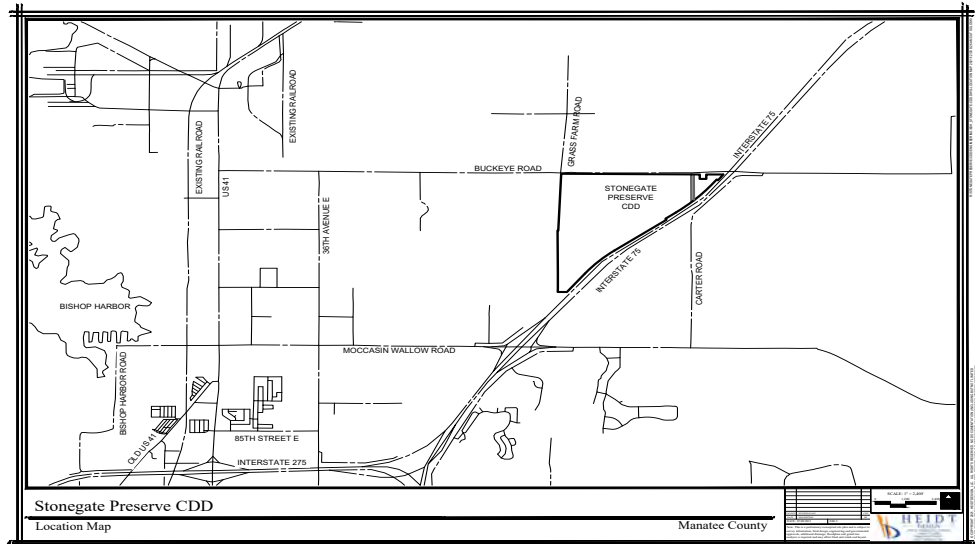 EXISTING RAILROAD
EXISTING RAILROAD
US 41
36TH AVENUE E
BUCKEYE ROAD
GRASS FARM ROAD
INTERSTATE 75
STONEGATE
PRESERVE
CDD
INTERSTATE 75
CARTER ROAD
BISHOP HARBOR
MOCCASIN WALLOW ROAD
BISHOP HARBOR ROAD
OLD US 41
85TH STREET E
INTERSTATE 275
Stonegate Preserve CDD
Location Map
Manatee County
HEIDT